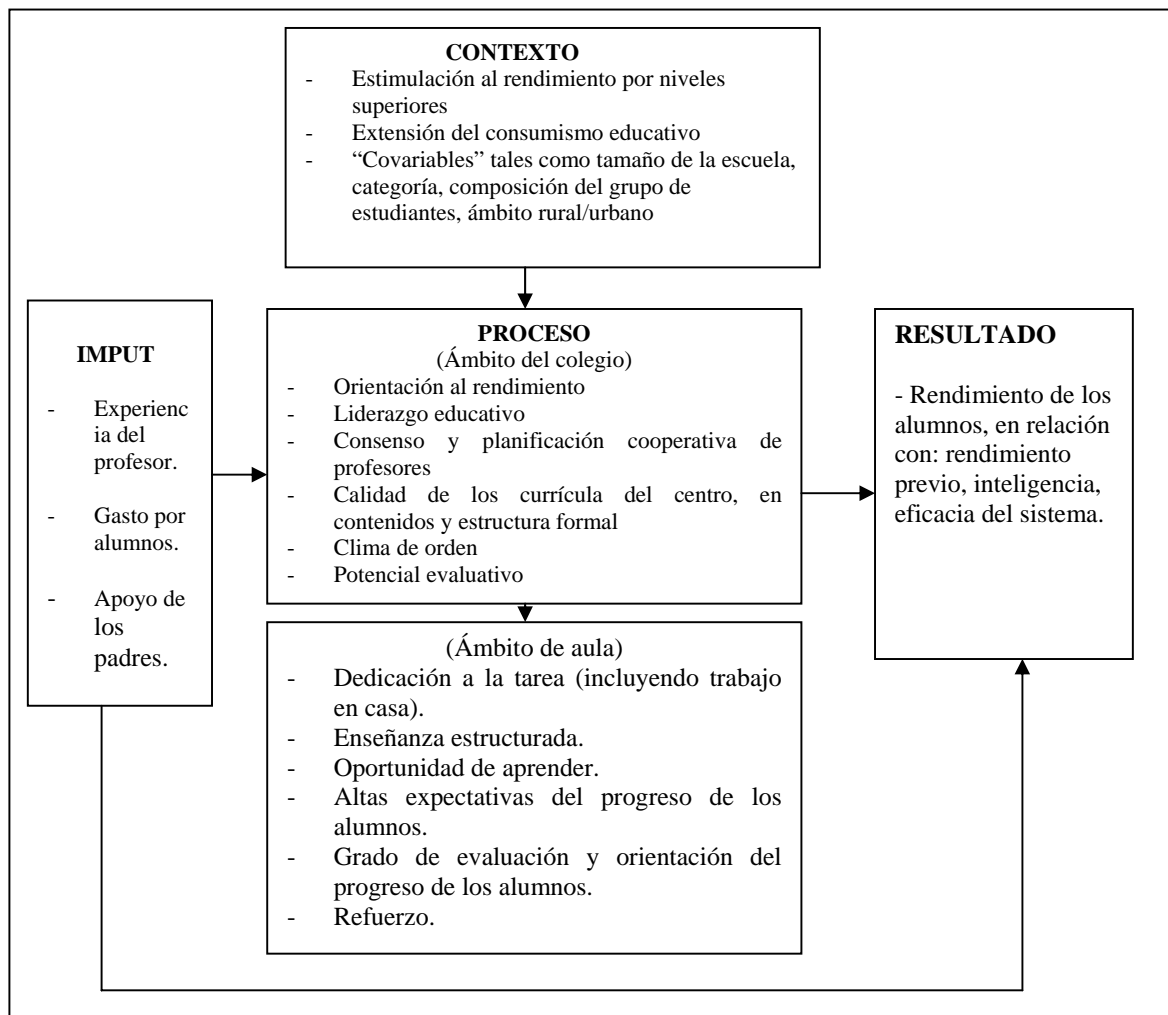 CONTEXTO
- Estimulación al rendimiento por niveles
superiores
- Extensión del consumismo educativo
- “Covariables” tales como tamaño de la escuela,
categoría, composición del grupo de
estudiantes, ámbito rural/urbano
IMPUT
- Experienc
ia del
profesor.
- Gasto por
alumnos.
- Apoyo de
los
padres.
PROCESO
(Ámbito del colegio)
- Orientación al rendimiento
- Liderazgo educativo
- Consenso y planificación cooperativa de
profesores
- Calidad de los currícula del centro, en
contenidos y estructura formal
- Clima de orden
- Potencial evaluativo
(Ámbito de aula)
- Dedicación a la tarea (incluyendo trabajo
en casa).
- Enseñanza estructurada.
- Oportunidad de aprender.
- Altas expectativas del progreso de los
alumnos.
- Grado de evaluación y orientación del
progreso de los alumnos.
- Refuerzo.
RESULTADO
- Rendimiento de los
alumnos, en relación
con: rendimiento
previo, inteligencia,
eficacia del sistema.